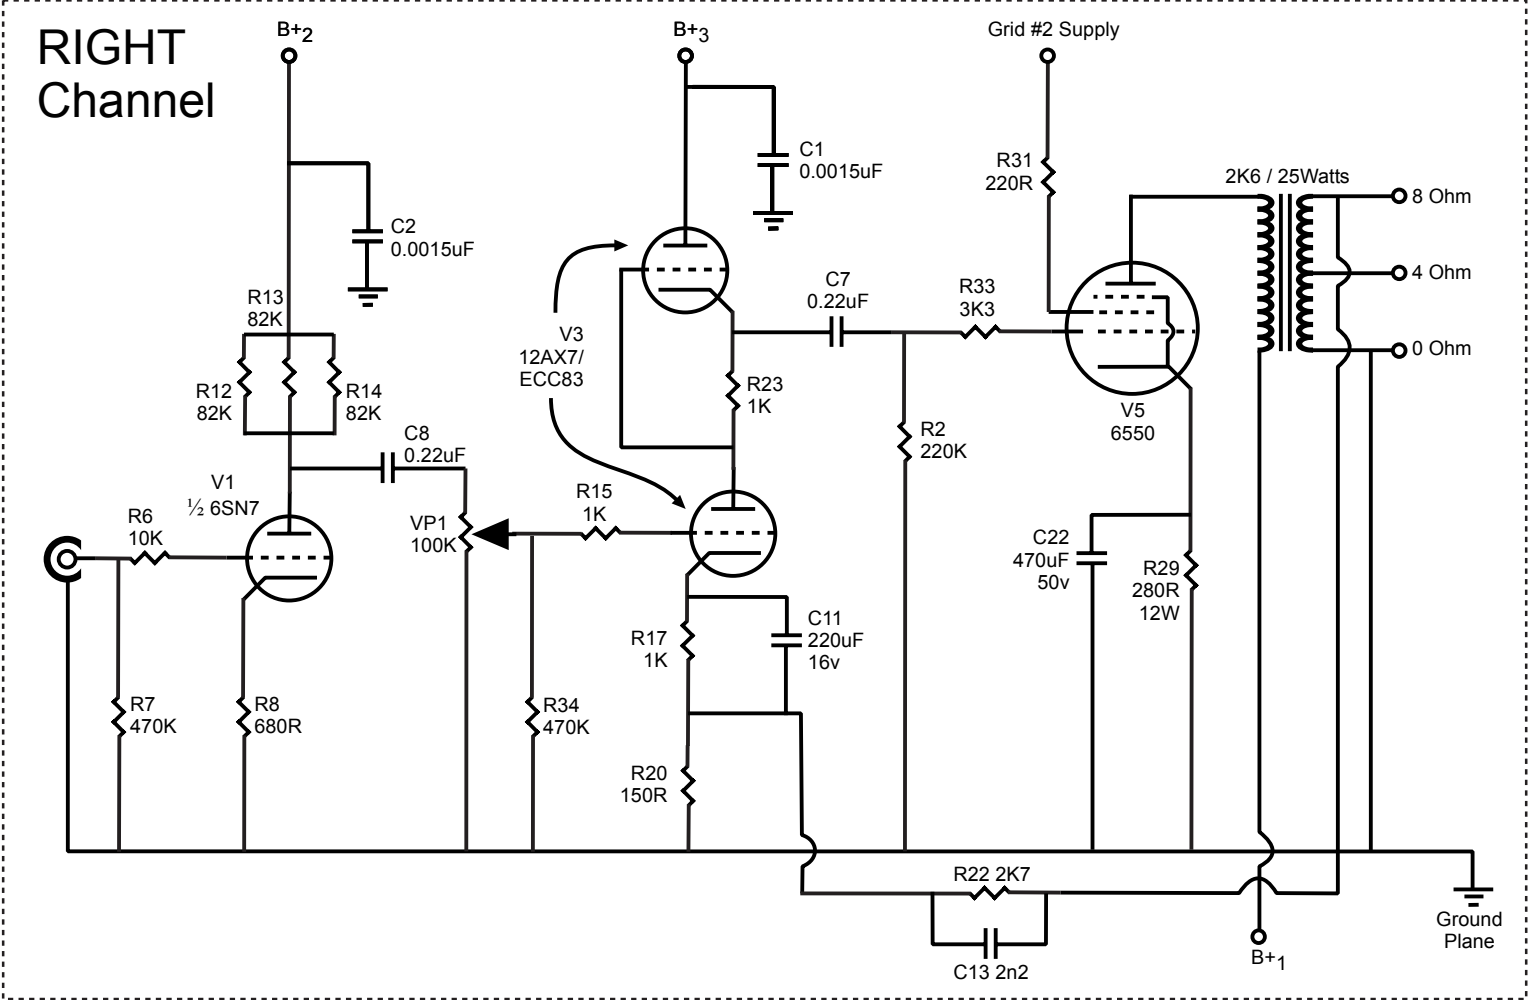 RIGHT
Channel
B+2
B+3
Grid #2 Supply
C1
0.0015uF
R31
220R
2K6 / 25Watts
8 Ohm
C2
0.0015uF
4 Ohm
R13
82K
C7
0.22uF
R33
3K3
V3
12AX7/
ECC83
0 Ohm
R12
82K
R14
82K
R23
1K
V5
6550
C8
0.22uF
R2
220K
V1
½ 6SN7
R15
1K
R6
10K
VP1
100K
C22
470uF
50v
R29
280R
12W
C11
220uF
16v
R17
1K
R7
470K
R8
680R
R34
470K
R20
150R
R22 2K7
Ground
Plane
B+1
C13 2n2